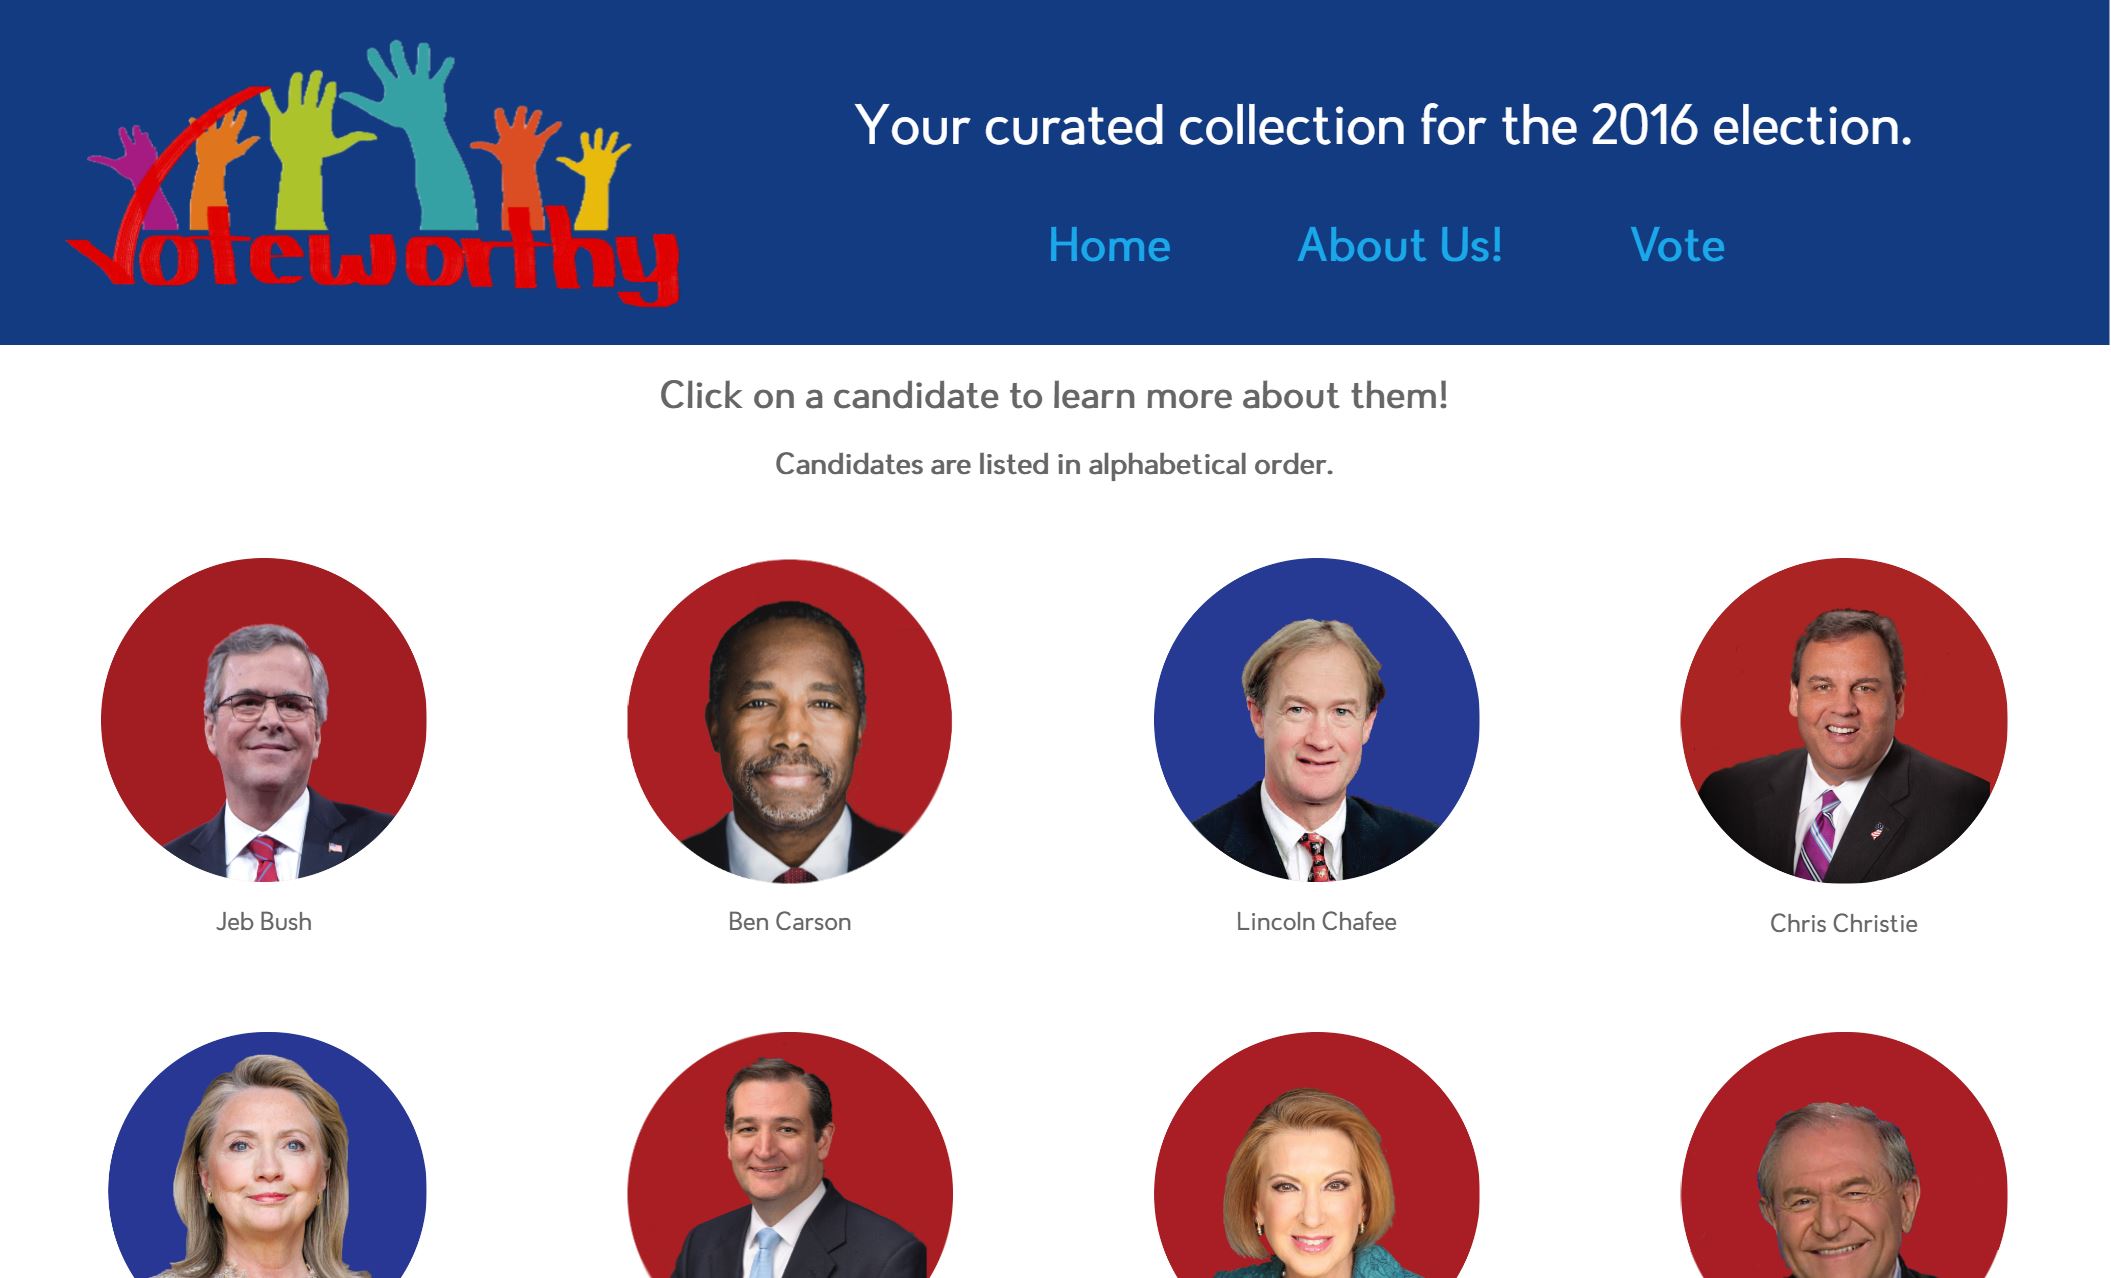 Voteworthy
Your curated collection for the 2016 election.
Home About Us! Vote
Click on a candidate to learn more about them!
Candidates are listed in alphabetical order.
Jeb Bush Ben Carson Lincoln Chafee Chris Christie